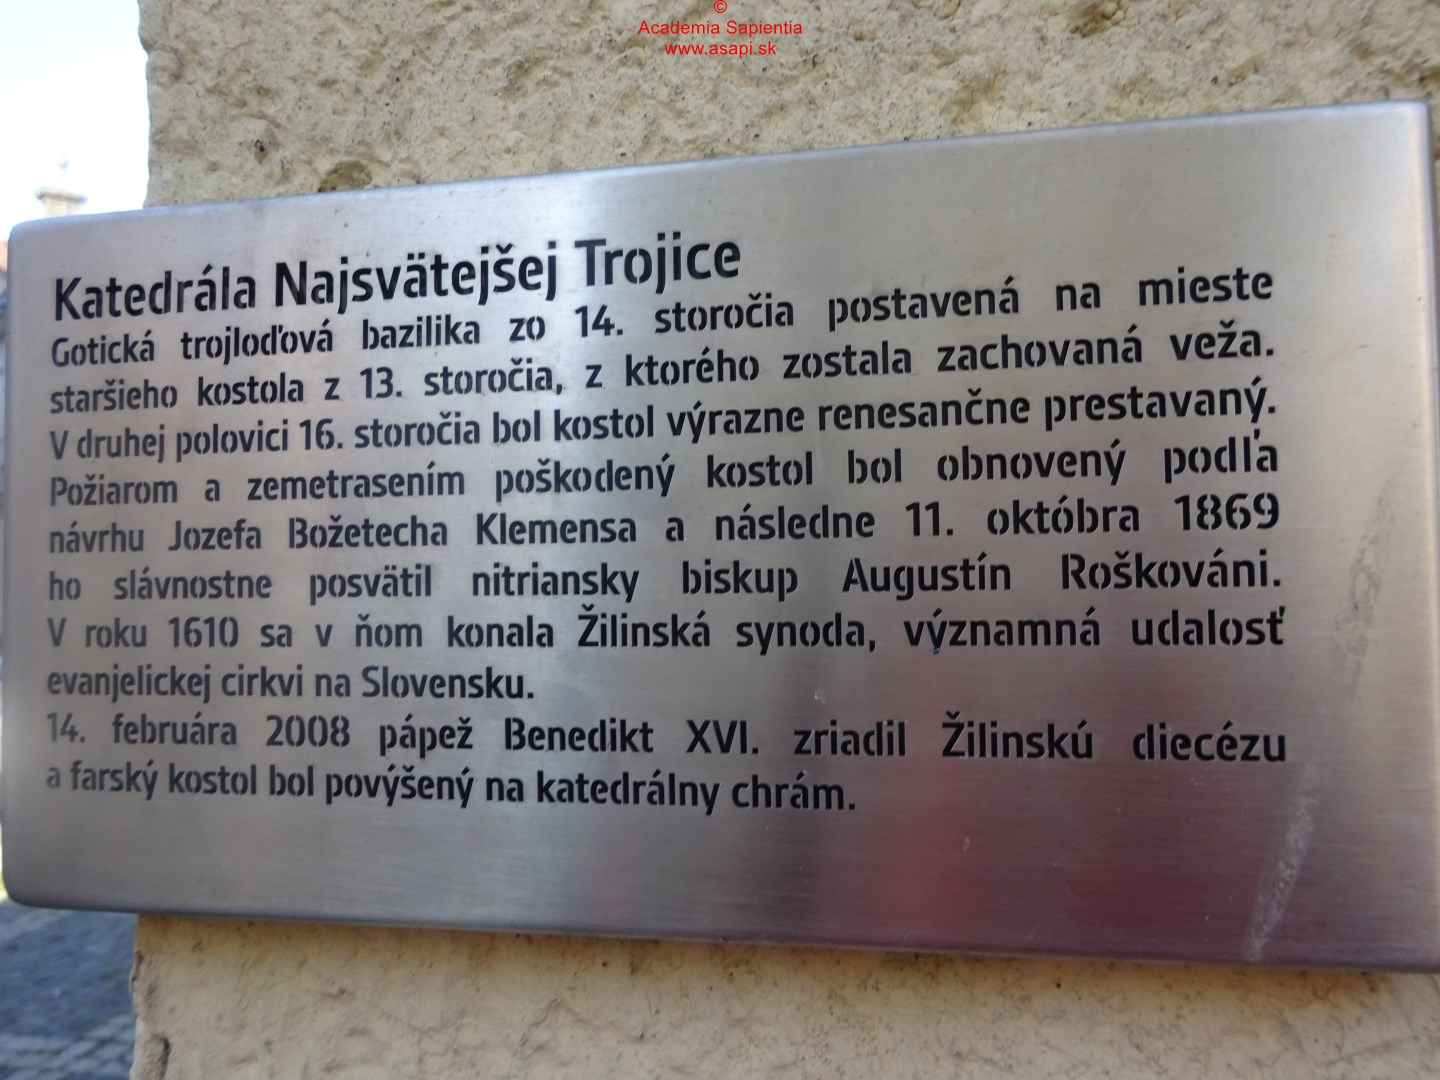 ©
Academia Sapientia
www.asapi.sk
Katedrála Najsvätejšej Trojice
Gotická trojloďová bazilika zo 14. storočia postavená na mieste
staršieho kostola z 13. storočia, z ktorého zostala zachovaná veža.
V druhej polovici 16. storočia bol kostol výrazne renesančne prestavaný.
Požiarom a zemetrasením poškodený kostol bol obnovený podľa
návrhu Jozefa Božetecha Klemensa a následne 11. októbra 1869
ho slávnostne posvätil nitriansky biskup Augustín Roškováni.
V roku 1610 sa v ňom konala Žilinská synoda, významná udalosť
evanjelickej cirkvi na Slovensku.
14. februára 2008 pápež Benedikt XVI. zriadil Žilinskú diecézu
a farský kostol bol povýšený na katedrálny chrám.